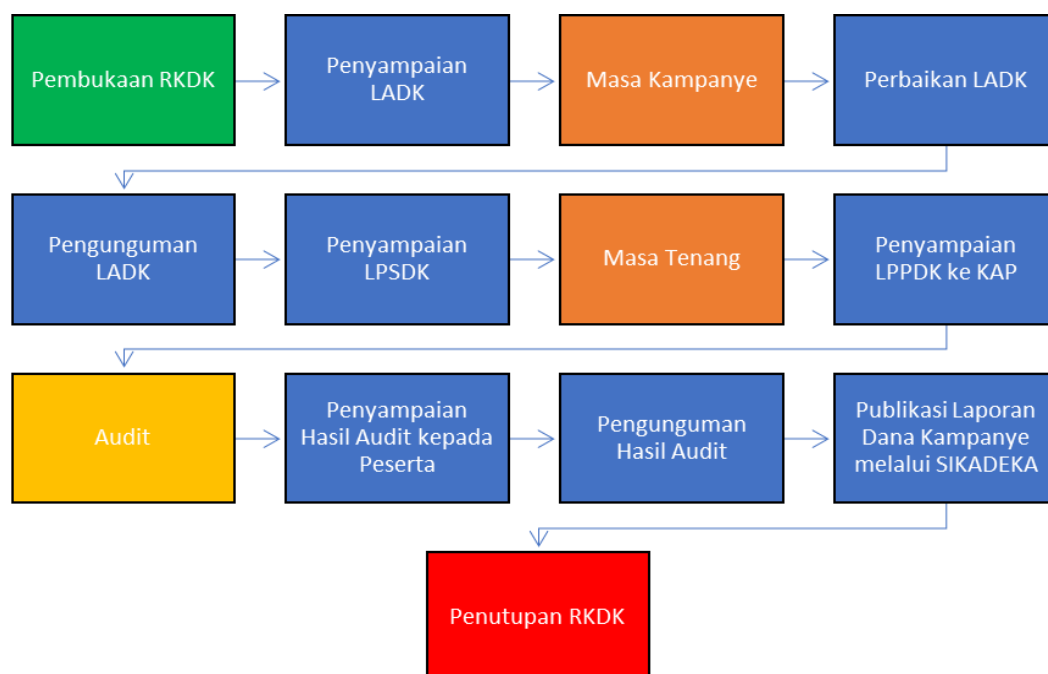 Pembukaan RKDK
Penyampaian
LADK
Masa Kampanye
Perbaikan LADK
Pengunguman
LADK
Penyampaian
LPSDK
Masa Tenang
Penyampaian
LPPDK ke KAP
Audit
Penyampaian
Hasil Audit kepada
Peserta
Pengunguman
Hasil Audit
Publikasi Laporan
Dana Kampanye
melalui SIKADEKA
Penutupan RKDK